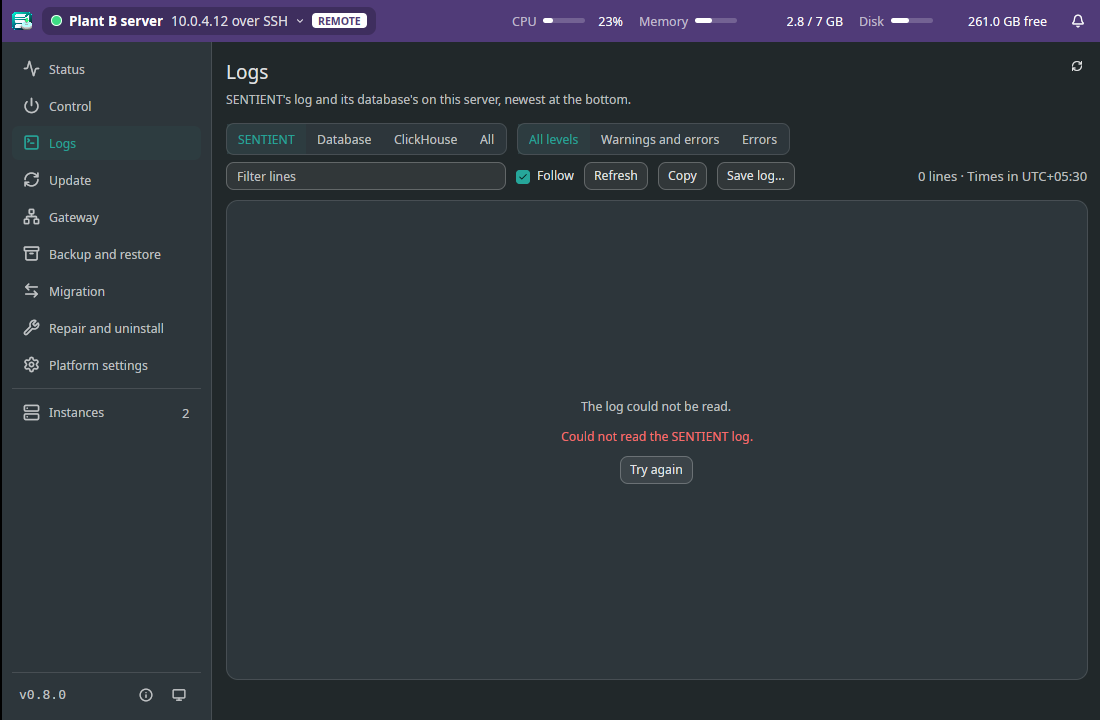 Plant B server 10.0.4.12 over SSH REMOTE CPU 23% Memory 2.8 / 7 GB Disk 261.0 GB free
Status
Control
Logs
Update
Gateway
Backup and restore
Migration
Repair and uninstall
Platform settings
Instances 2
v0.8.0
Logs
SENTIENT's log and its database's on this server, newest at the bottom.
SENTIENT Database ClickHouse All All levels Warnings and errors Errors
Filter lines Follow Refresh Copy Save log... 0 lines · Times in UTC+05:30
The log could not be read.
Could not read the SENTIENT log.
Try again